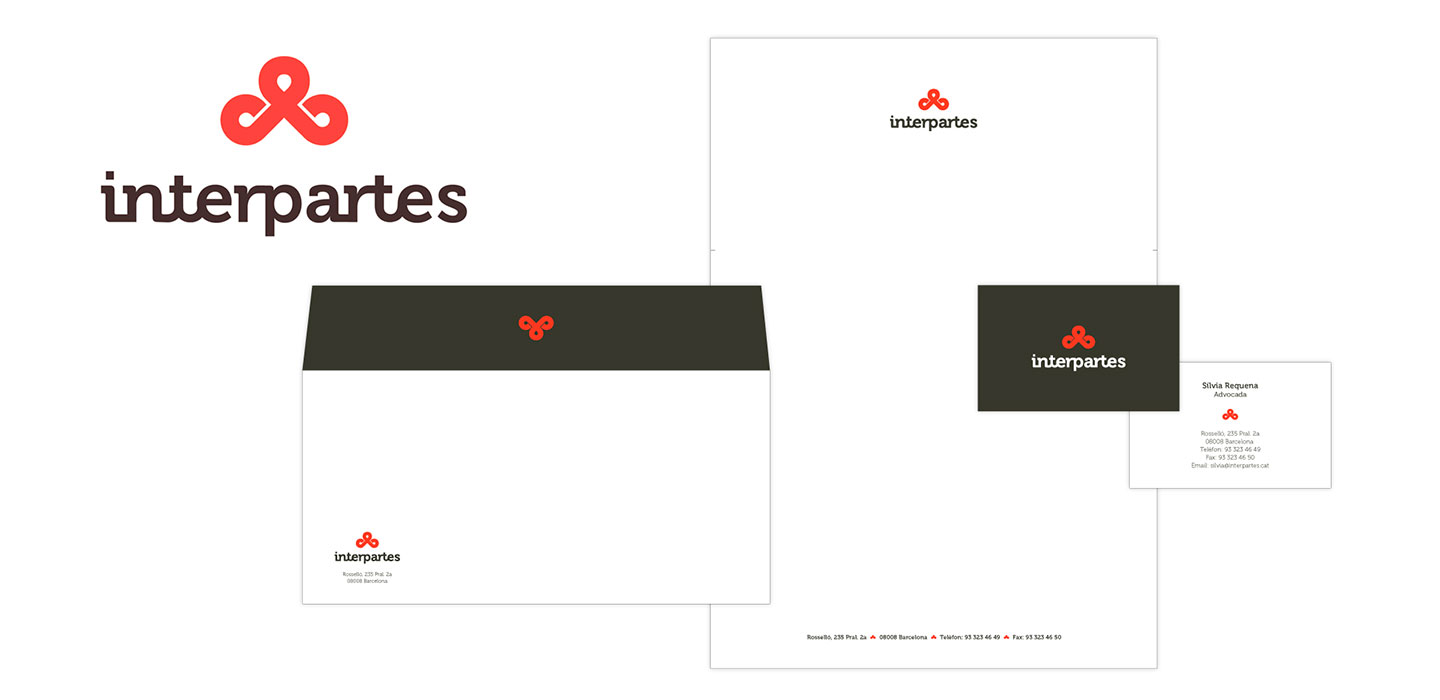 interpartes
interpartes
interpartes
Sílvia Requena
Advocada
Rosselló, 235 Pral. 2a
08008 Barcelona
Telèfon: 93 323 46 49
Fax: 93 323 46 50
Email: silvia@interpartes.cat
interpartes
Rosselló, 235 Pral. 2a
08008 Barcelona
Rosselló, 235 Pral. 2a 08008 Barcelona Telèfon: 93 323 46 49 Fax: 93 323 46 50